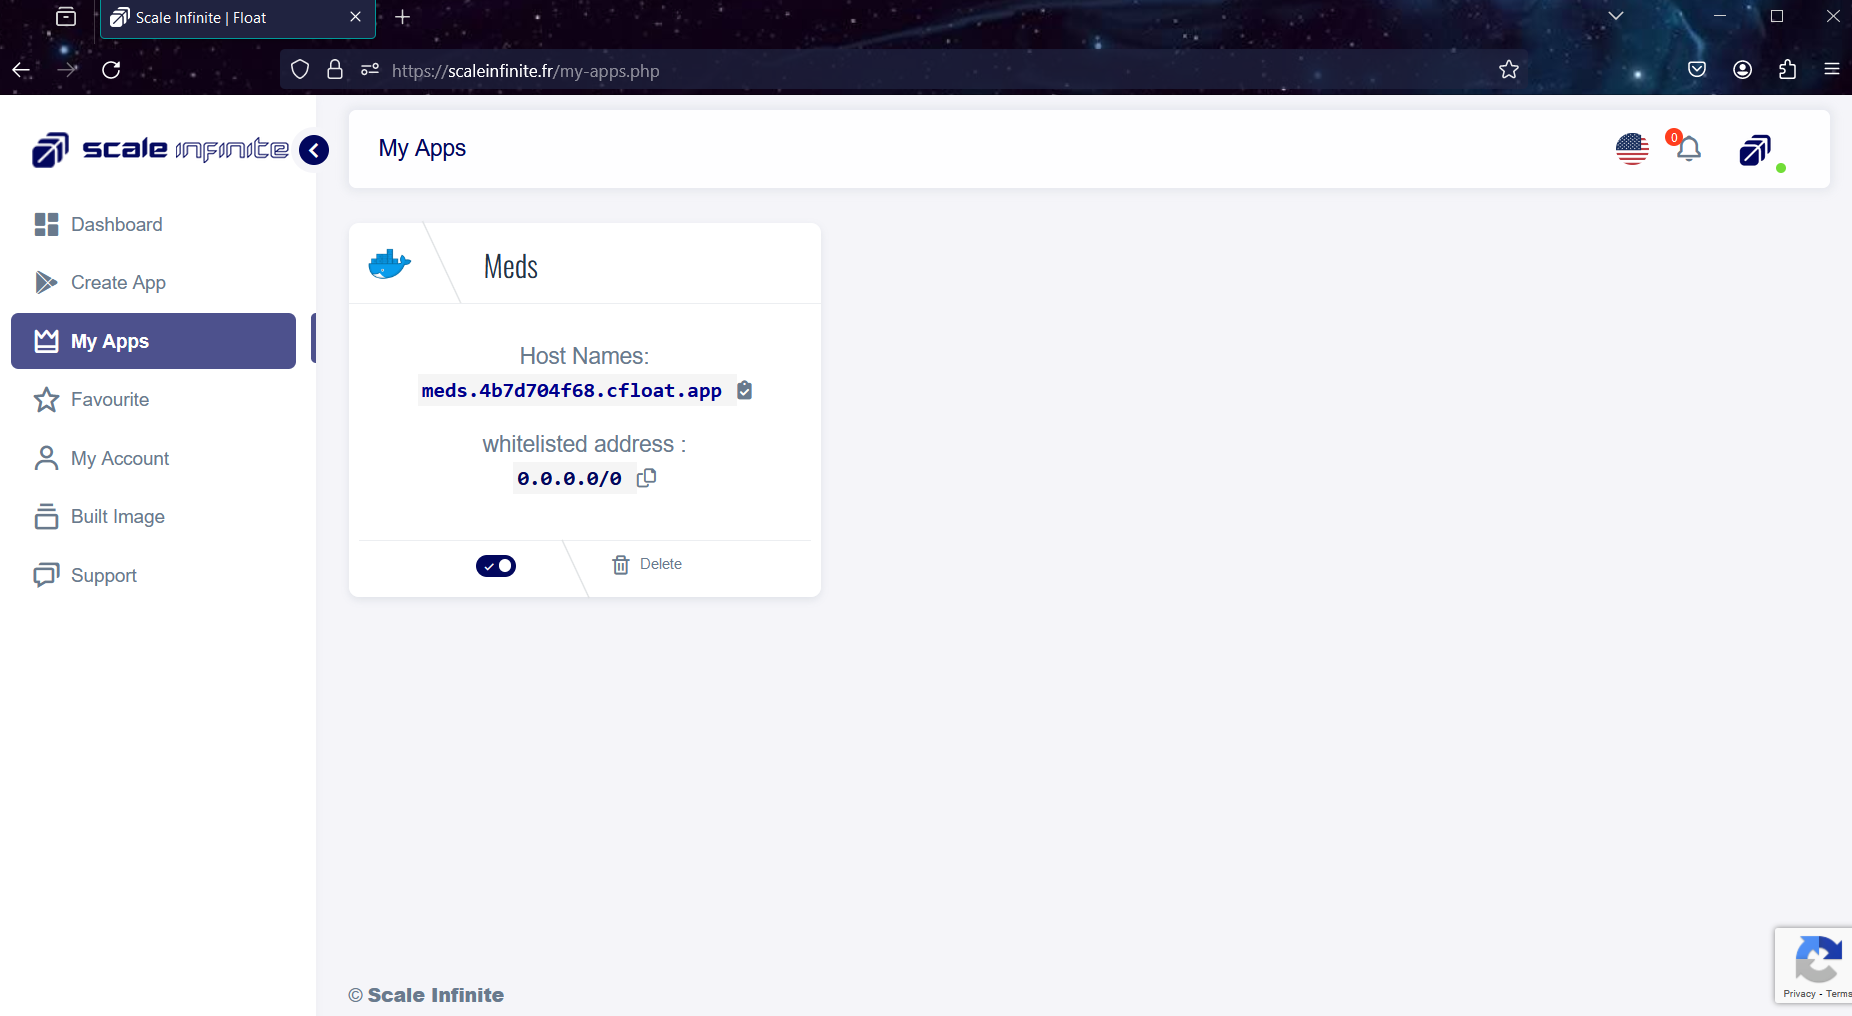 Scale Infinite | Float
https://scaleinfinite.fr/my-apps.php
scale infinite
My Apps
0
Dashboard
Create App
My Apps
Favourite
My Account
Built Image
Support
Meds
Host Names:
meds.4b7d704f68.cfloat.app
whitelisted address :
0.0.0.0/0
Delete
© Scale Infinite
Privacy - Terms